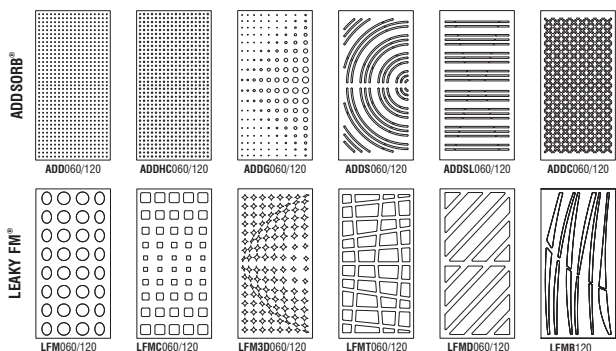 ADDSORB®
ADD060/120 ADDHC060/120 ADDG060/120 ADDS060/120 ADDSL060/120 ADDC060/120
LEAKY FM®
LFM060/120 LFMC060/120 LFM3D060/120 LFMT060/120 LFMD060/120 LFMB120